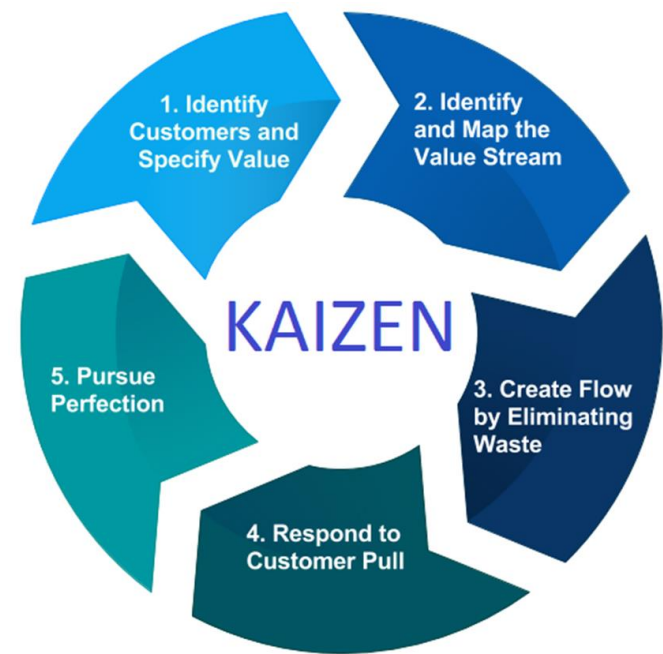 1. Identify
Customers and
Specify Value
2. Identify
and Map the
Value Stream
KAIZEN
3. Create Flow
by Eliminating
Waste
4. Respond to
Customer Pull
5. Pursue
Perfection